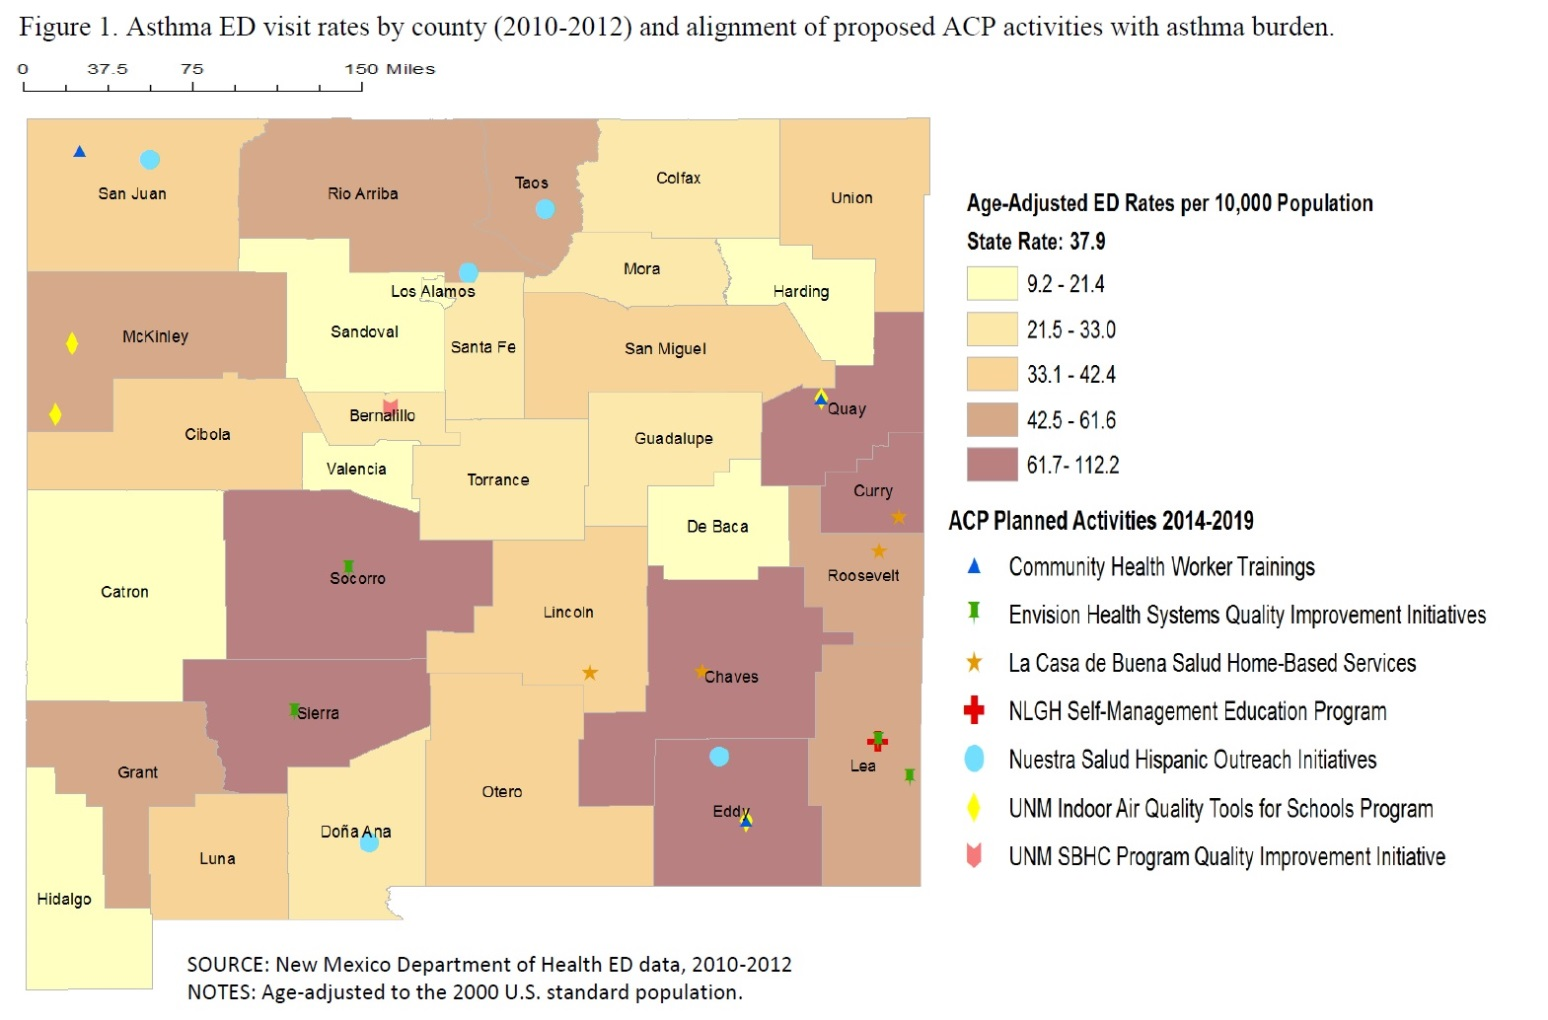 Figure 1. Asthma ED visit rates by county (2010-2012) and alignment of proposed ACP activities with asthma burden.
0 37.5 75 150 Miles
San Juan
Rio Arriba
Taos
Colfax
Union
Mora
Harding
Los Alamos
McKinley
Sandoval
Santa Fe
San Miguel
Quay
Bernalillo
Cibola
Guadalupe
Valencia
Torrance
Curry
De Baca
Roosevelt
Catron
Socorro
Lincoln
Chaves
Sierra
Grant
Otero
Lea
Eddy
Doña Ana
Luna
Hidalgo
Age-Adjusted ED Rates per 10,000 Population
State Rate: 37.9
9.2 - 21.4
21.5 - 33.0
33.1 - 42.4
42.5 - 61.6
61.7- 112.2
ACP Planned Activities 2014-2019
Community Health Worker Trainings
Envision Health Systems Quality Improvement Initiatives
La Casa de Buena Salud Home-Based Services
NLGH Self-Management Education Program
Nuestra Salud Hispanic Outreach Initiatives
UNM Indoor Air Quality Tools for Schools Program
UNM SBHC Program Quality Improvement Initiative
SOURCE: New Mexico Department of Health ED data, 2010-2012
NOTES: Age-adjusted to the 2000 U.S. standard population.